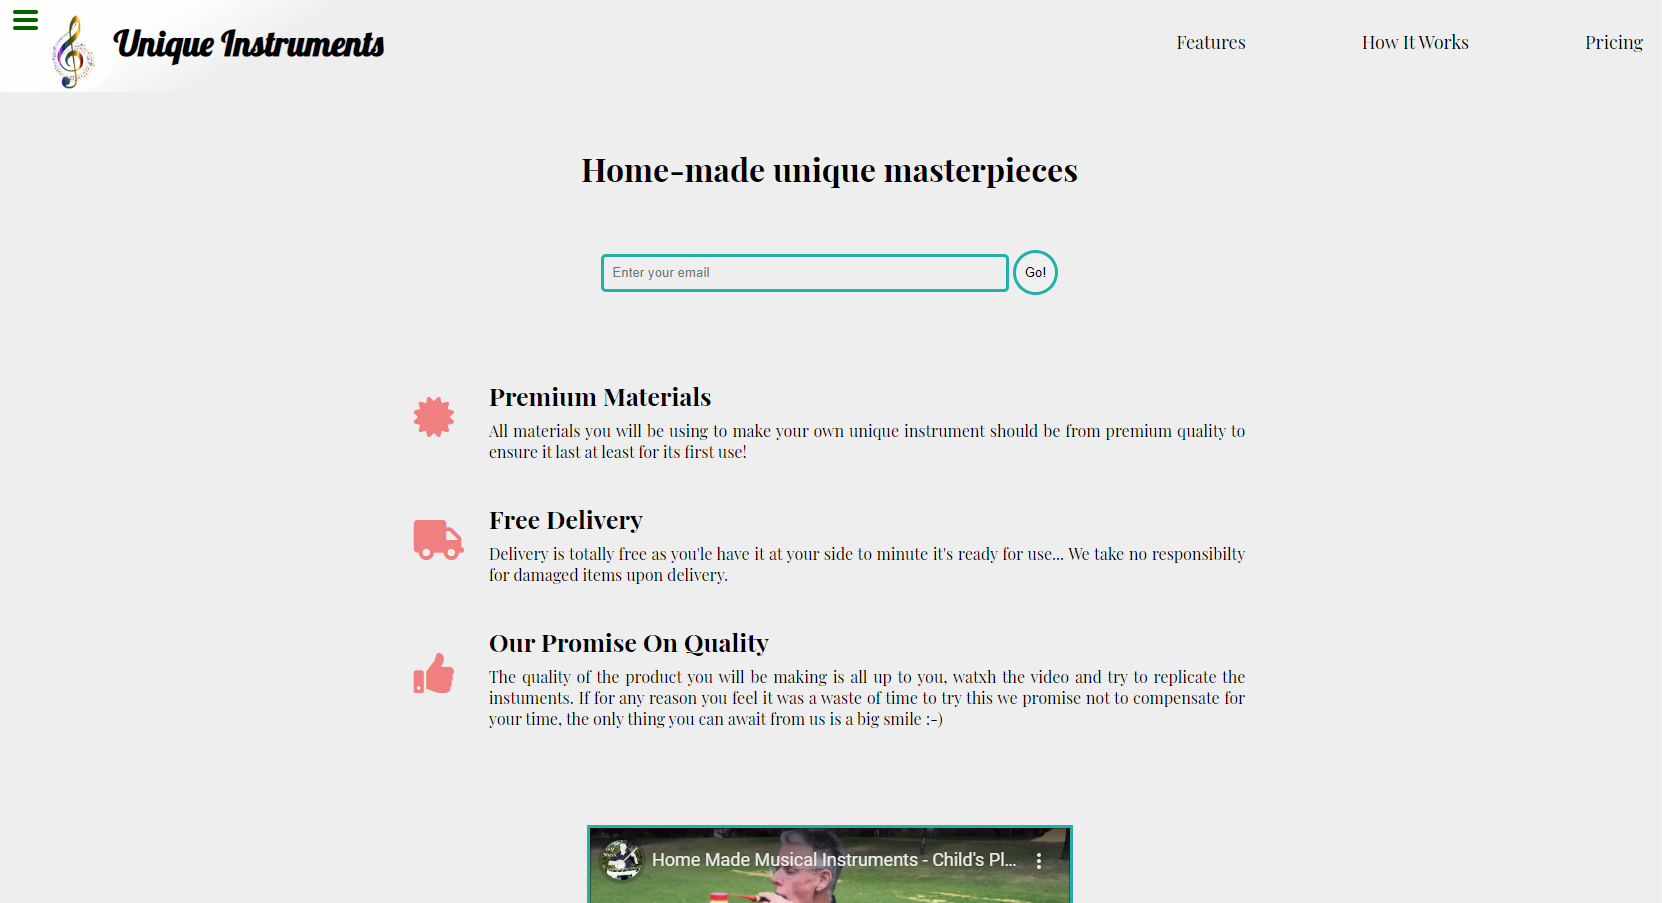 Unique Instruments
Features
How It Works
Pricing
Home-made unique masterpieces
Enter your email
Go!
Premium Materials
All materials you will be using to make your own unique instrument should be from premium quality to
ensure it last at least for its first use!
Free Delivery
Delivery is totally free as you'le have it at your side to minute it's ready for use... We take no responsibilty
for damaged items upon delivery.
Our Promise On Quality
The quality of the product you will be making is all up to you, watxh the video and try to replicate the
instuments. If for any reason you feel it was a waste of time to try this we promise not to compensate for
your time, the only thing you can await from us is a big smile :-)
Home Made Musical Instruments - Child's Pl...